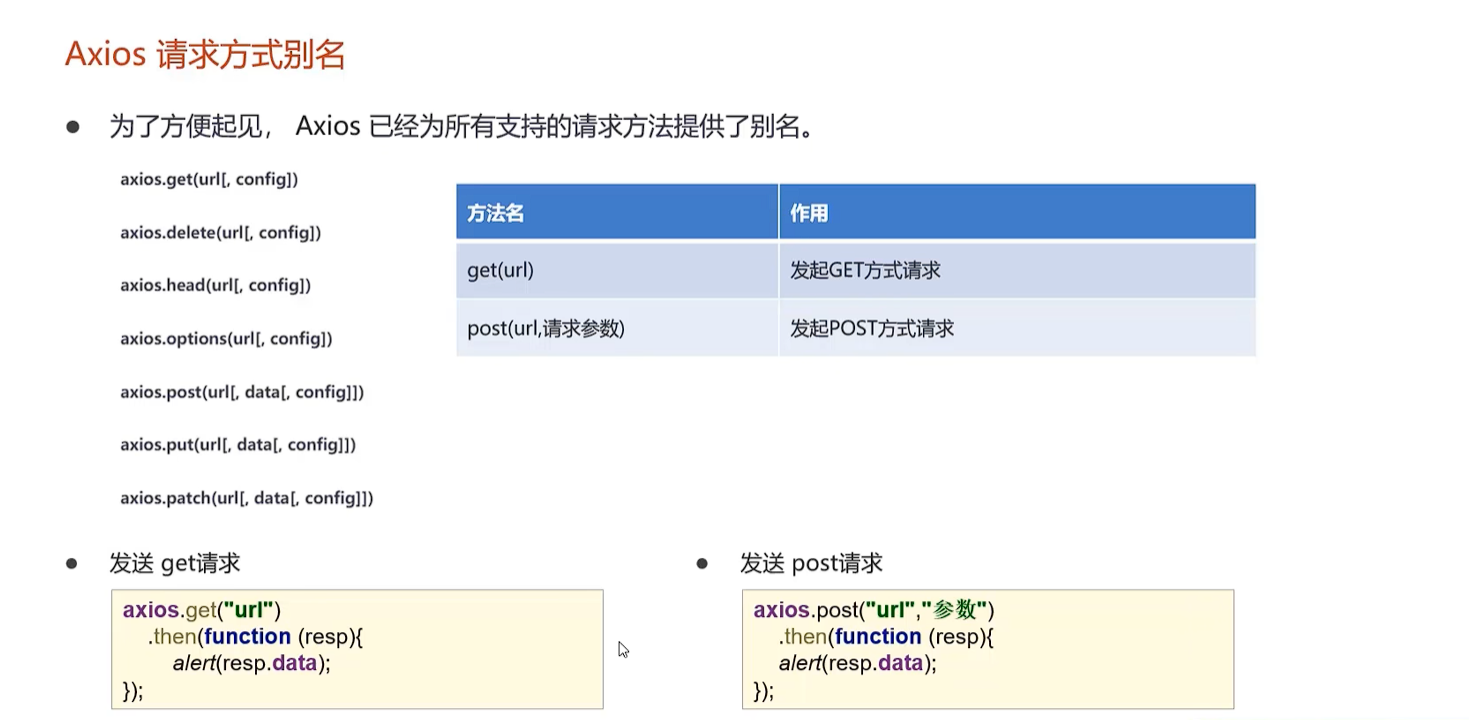 Axios 请求方式别名
为了方便起见， Axios 已经为所有支持的请求方法提供了别名。
axios.get(url[, config])
axios.delete(url[, config])
axios.head(url[, config])
axios.options(url[, config])
axios.post(url[, data[, config]])
axios.put(url[, data[, config]])
axios.patch(url[, data[, config]])
方法名 作用
get(url) 发起GET方式请求
post(url,请求参数) 发起POST方式请求
发送 get请求
axios.get("url")
.then(function (resp){
alert(resp.data);
});
发送 post请求
axios.post("url","参数")
.then(function (resp){
alert(resp.data);
});